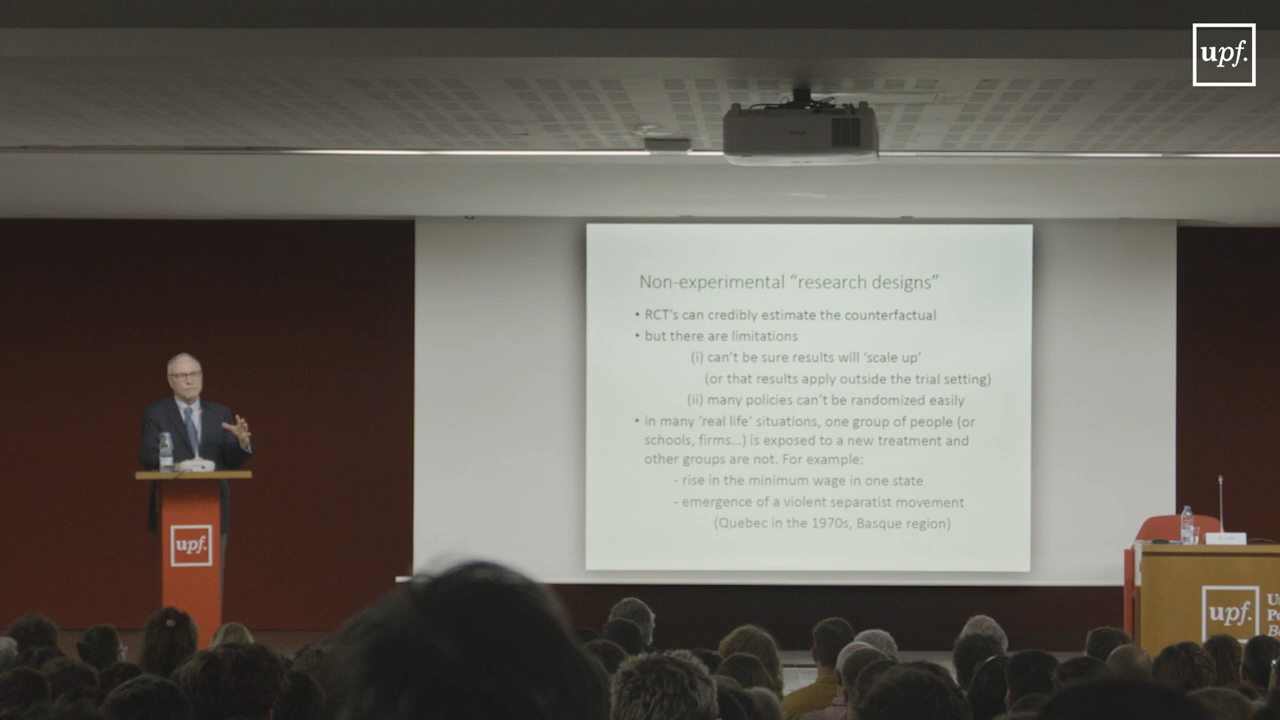 upf.
Non-experimental “research designs”
• RCT's can credibly estimate the counterfactual
• but there are limitations
(i) can't be sure results will ‘scale up’
(or that results apply outside the trial setting)
(ii) many policies can't be randomized easily
• in many ‘real life’ situations, one group of people (or
schools, firms…) is exposed to a new treatment and
other groups are not. For example:
- rise in the minimum wage in one state
- emergence of a violent separatist movement
(Quebec in the 1970s, Basque region)
upf.
upf.